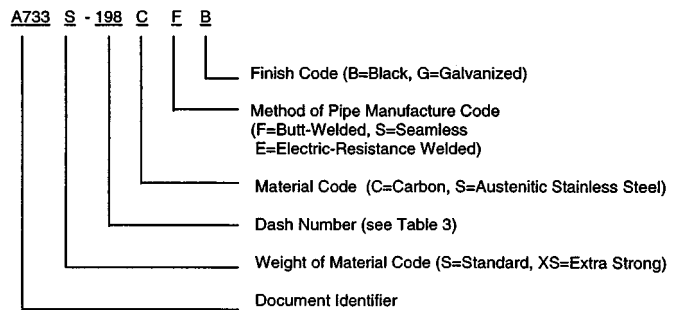 A733 S - 198 C F B
Finish Code (B=Black, G=Galvanized)
Method of Pipe Manufacture Code
(F=Butt-Welded, S=Seamless
E=Electric-Resistance Welded)
Material Code (C=Carbon, S=Austenitic Stainless Steel)
Dash Number (see Table 3)
Weight of Material Code (S=Standard, XS=Extra Strong)
Document Identifier